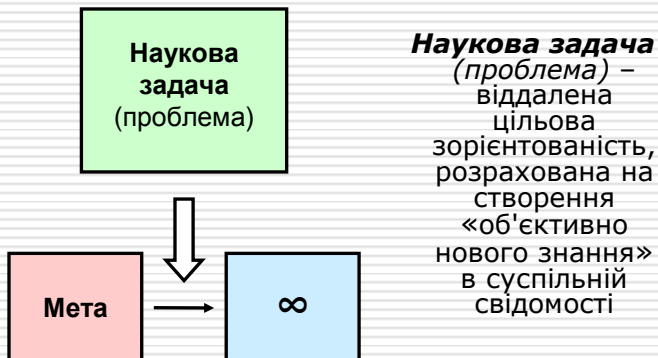 Наукова
задача
(проблема)
Мета
∞
Наукова задача
(проблема) –
віддалена
цільова
зорієнтованість,
розрахована на
створення
«об'єктивно
нового знання»
в суспільній
свідомості